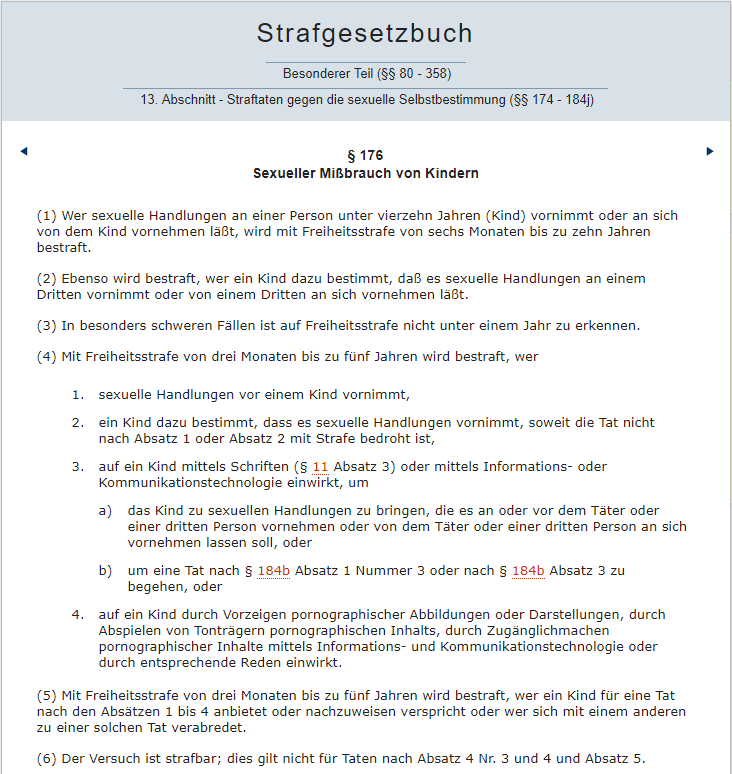 Strafgesetzbuch
Besonderer Teil (§§ 80 - 358)
13. Abschnitt - Straftaten gegen die sexuelle Selbstbestimmung (§§ 174 - 184j)
§ 176
Sexueller Mißbrauch von Kindern
(1) Wer sexuelle Handlungen an einer Person unter vierzehn Jahren (Kind) vornimmt oder an sich
von dem Kind vornehmen läßt, wird mit Freiheitsstrafe von sechs Monaten bis zu zehn Jahren
bestraft.
(2) Ebenso wird bestraft, wer ein Kind dazu bestimmt, daß es sexuelle Handlungen an einem
Dritten vornimmt oder von einem Dritten an sich vornehmen läßt.
(3) In besonders schweren Fällen ist auf Freiheitsstrafe nicht unter einem Jahr zu erkennen.
(4) Mit Freiheitsstrafe von drei Monaten bis zu fünf Jahren wird bestraft, wer
1. sexuelle Handlungen vor einem Kind vornimmt,
2. ein Kind dazu bestimmt, dass es sexuelle Handlungen vornimmt, soweit die Tat nicht
nach Absatz 1 oder Absatz 2 mit Strafe bedroht ist,
3. auf ein Kind mittels Schriften (§ 11 Absatz 3) oder mittels Informations- oder
Kommunikationstechnologie einwirkt, um
a) das Kind zu sexuellen Handlungen zu bringen, die es an oder vor dem Täter oder
einer dritten Person vornehmen oder von dem Täter oder einer dritten Person an sich
vornehmen lassen soll, oder
b) um eine Tat nach § 184b Absatz 1 Nummer 3 oder nach § 184b Absatz 3 zu
begehen, oder
4. auf ein Kind durch Vorzeigen pornographischer Abbildungen oder Darstellungen, durch
Abspielen von Tonträgern pornographischen Inhalts, durch Zugänglichmachen
pornographischer Inhalte mittels Informations- und Kommunikationstechnologie oder
durch entsprechende Reden einwirkt.
(5) Mit Freiheitsstrafe von drei Monaten bis zu fünf Jahren wird bestraft, wer ein Kind für eine Tat
nach den Absätzen 1 bis 4 anbietet oder nachzuweisen verspricht oder wer sich mit einem anderen
zu einer solchen Tat verabredet.
(6) Der Versuch ist strafbar; dies gilt nicht für Taten nach Absatz 4 Nr. 3 und 4 und Absatz 5.